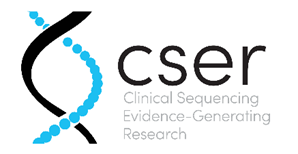 cser
Clinical Sequencing
Evidence-Generating
Research